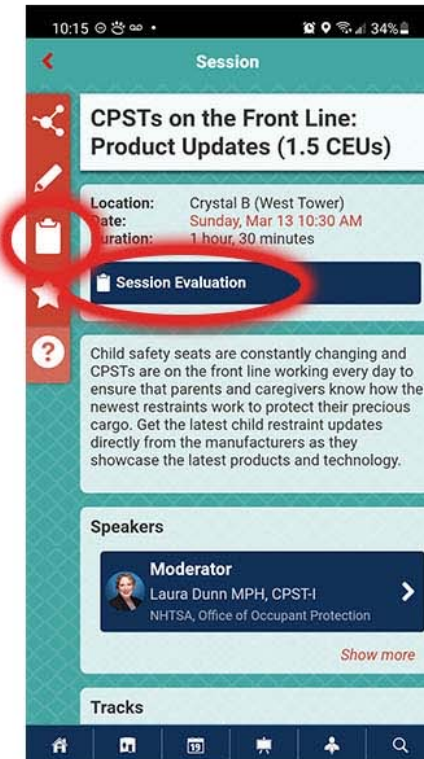 10:15
34%
Session
CPSTs on the Front Line:
Product Updates (1.5 CEUs)
Location: Crystal B (West Tower)
Date: Sunday, Mar 13 10:30 AM
Duration: 1 hour, 30 minutes
Session Evaluation
?
Child safety seats are constantly changing and
CPSTs are on the front line working every day to
ensure that parents and caregivers know how the
newest restraints work to protect their precious
cargo. Get the latest child restraint updates
directly from the manufacturers as they
showcase the latest products and technology.
Speakers
Moderator
Laura Dunn MPH, CPST-I
NHTSA, Office of Occupant Protection
Show more
Tracks
19